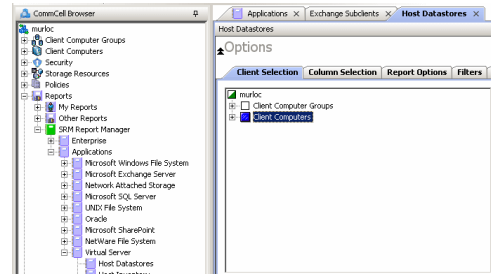 CommCell Browser
murloc
Client Computer Groups
Client Computers
Security
Storage Resources
Policies
Reports
My Reports
Other Reports
SRM Report Manager
Enterprise
Applications
Microsoft Windows File System
Microsoft Exchange Server
Network Attached Storage
Microsoft SQL Server
UNIX File System
Oracle
Microsoft SharePoint
NetWare File System
Virtual Server
Host Datastores
Host Inventory
Applications Exchange Subclients Host Datastores
Host Datastores
Options
Client Selection Column Selection Report Options Filters
murloc
Client Computer Groups
Client Computers